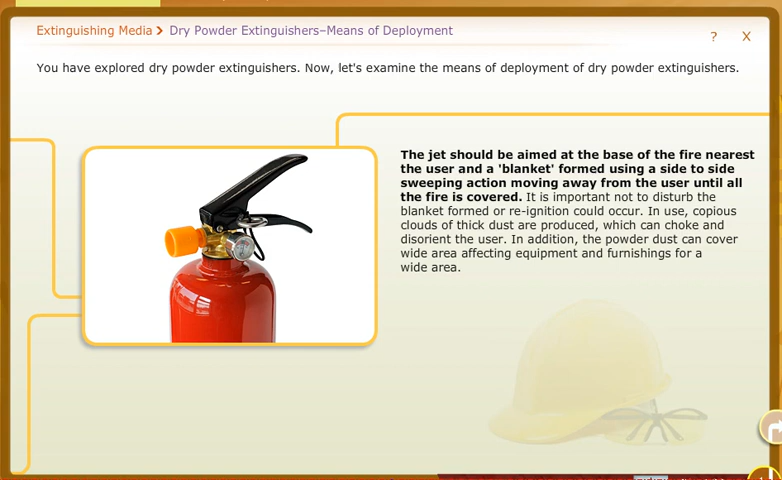 Extinguishing Media > Dry Powder Extinguishers–Means of Deployment
? X
You have explored dry powder extinguishers. Now, let's examine the means of deployment of dry powder extinguishers.
The jet should be aimed at the base of the fire nearest
the user and a 'blanket' formed using a side to side
sweeping action moving away from the user until all
the fire is covered. It is important not to disturb the
blanket formed or re-ignition could occur. In use, copious
clouds of thick dust are produced, which can choke and
disorient the user. In addition, the powder dust can cover
wide area affecting equipment and furnishings for a
wide area.